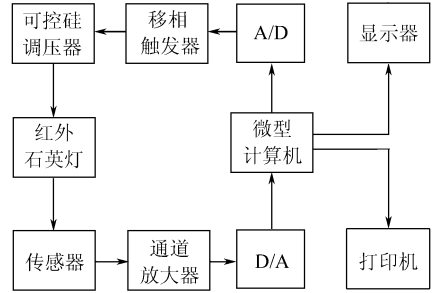 可控硅
调压器
移相
触发器
A/D
显示器
红外
石英灯
微型
计算机
传感器
通道
放大器
D/A
打印机